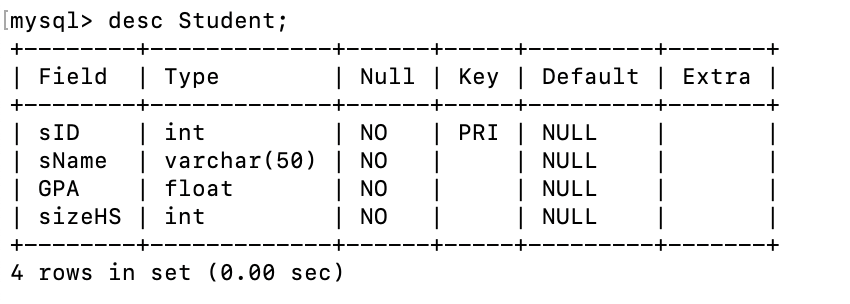 [mysql> desc Student;
+--------+-------------+------+-----+---------+-------+
| Field  | Type        | Null | Key | Default | Extra |
+--------+-------------+------+-----+---------+-------+
| sID    | int         | NO   | PRI | NULL    |       |
| sName  | varchar(50) | NO   |     | NULL    |       |
| GPA    | float       | NO   |     | NULL    |       |
| sizeHS | int         | NO   |     | NULL    |       |
+--------+-------------+------+-----+---------+-------+
4 rows in set (0.00 sec)